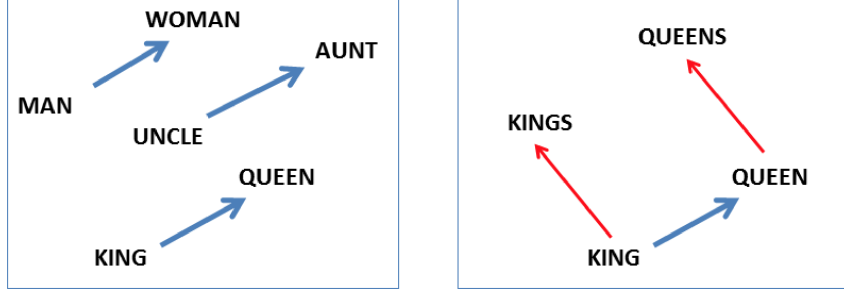 WOMAN
AUNT
MAN
UNCLE
QUEEN
KING
QUEENS
KINGS
QUEEN
KING